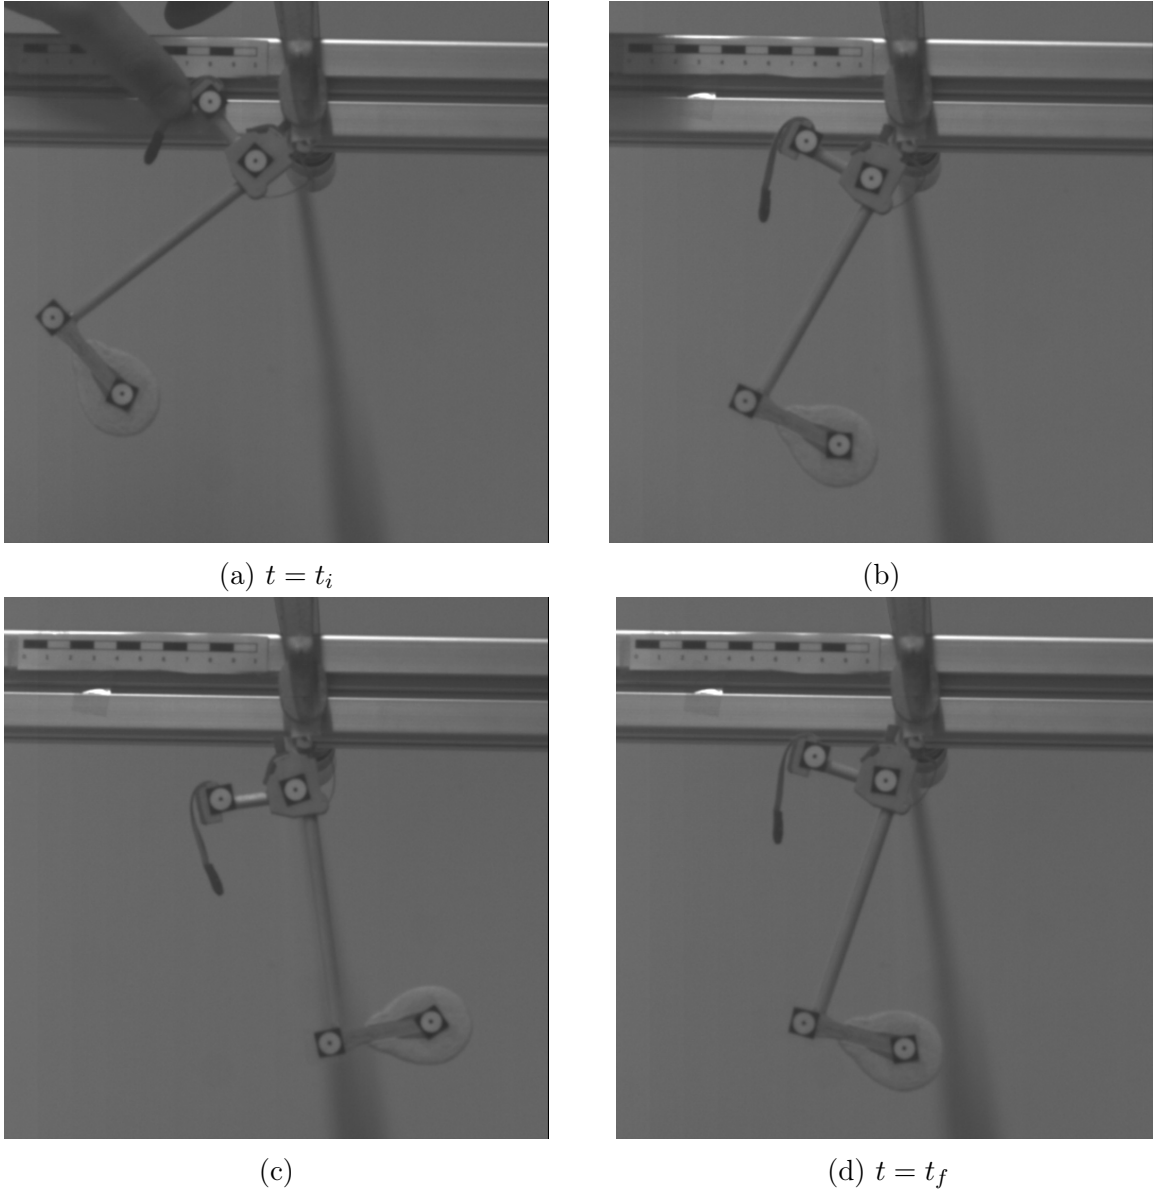 (a) t = t_i
(b)
(c)
(d) t = t_f